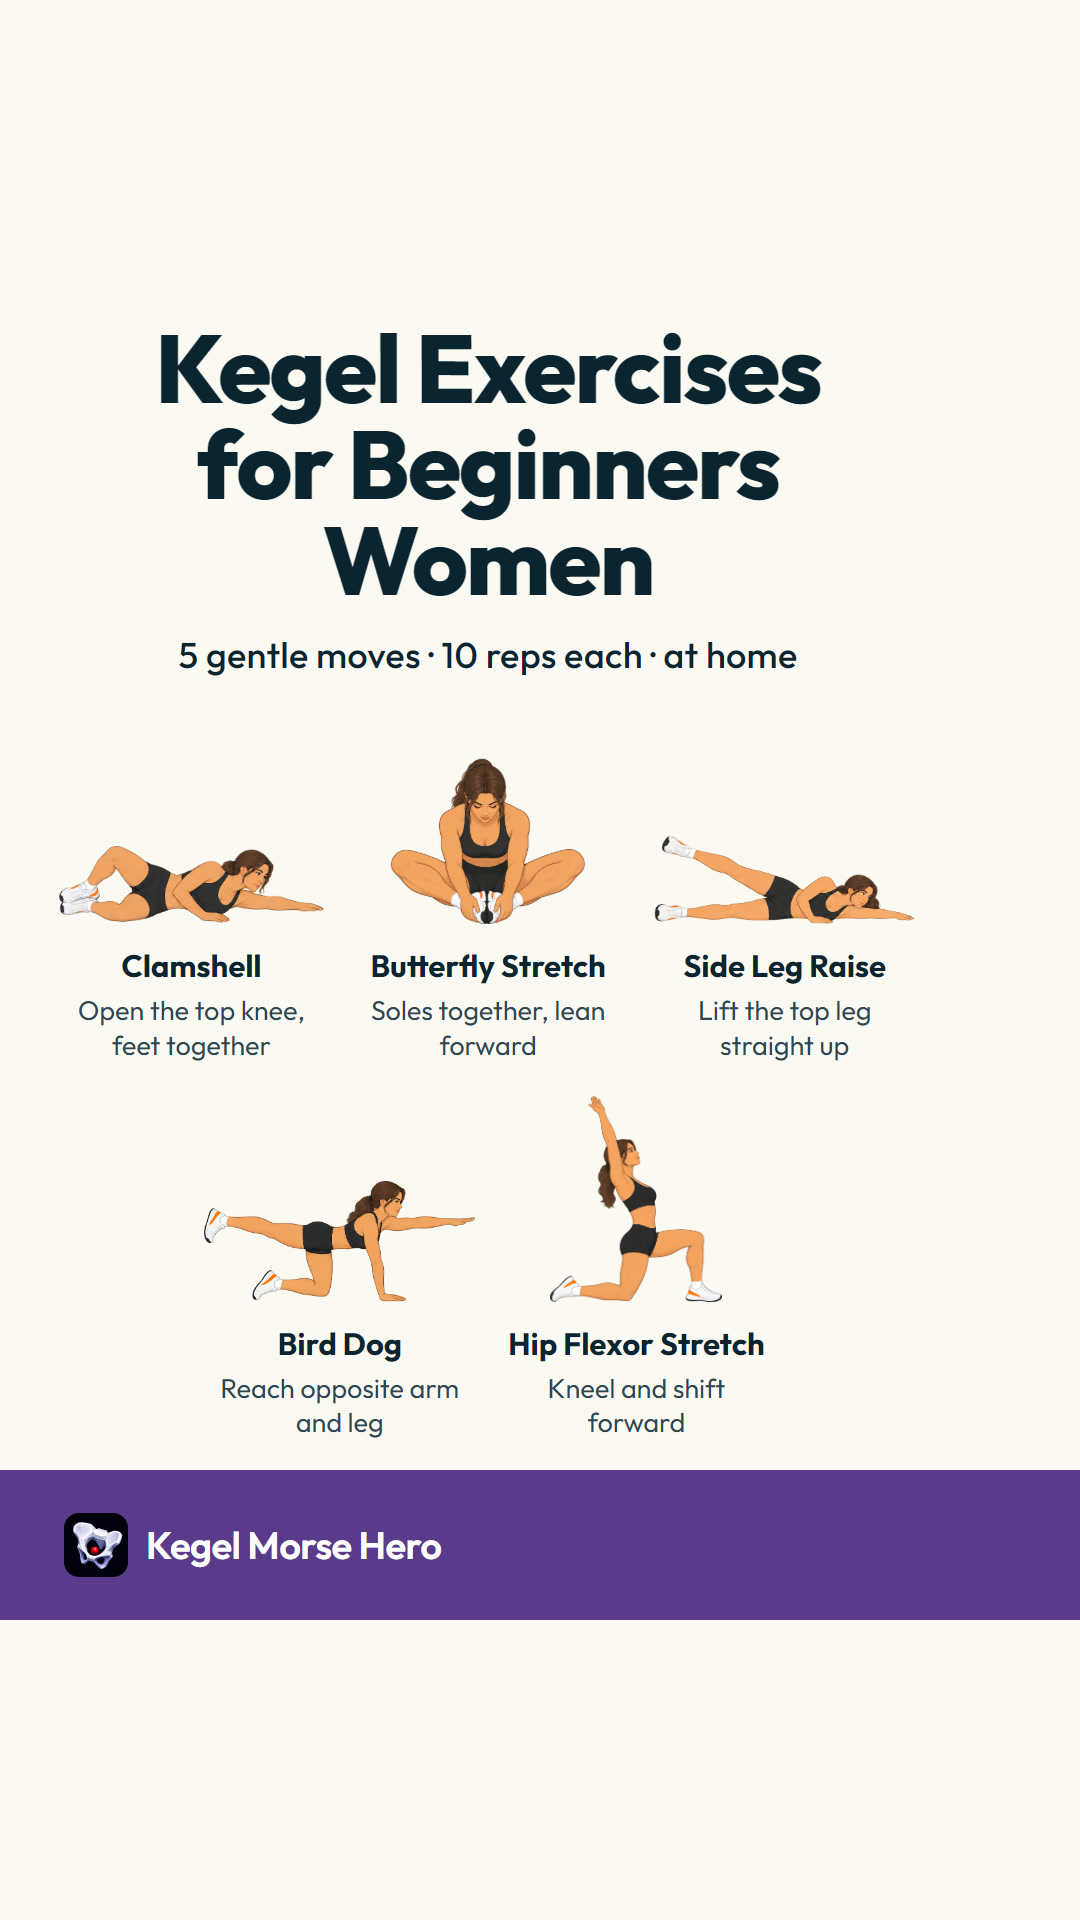 Kegel Exercises
for Beginners
Women
5 gentle moves · 10 reps each · at home
Clamshell
Open the top knee,
feet together
Butterfly Stretch
Soles together, lean
forward
Side Leg Raise
Lift the top leg
straight up
Bird Dog
Reach opposite arm
and leg
Hip Flexor Stretch
Kneel and shift
forward
Kegel Morse Hero